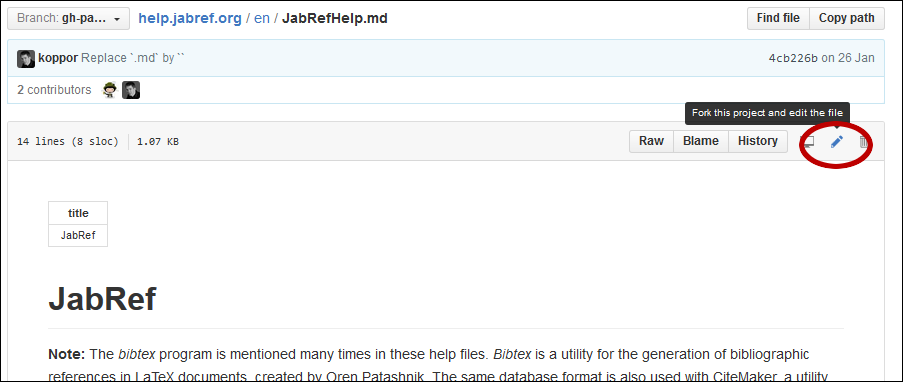 Branch: gh-pa... help.jabref.org / en / JabRefHelp.md Find file Copy path
koppor Replace `.md` by `` 4cb226b on 26 Jan
2 contributors
Fork this project and edit the file
14 lines (8 sloc) 1.07 KB Raw Blame History
title
JabRef
JabRef
Note: The bibtex program is mentioned many times in these help files. Bibtex is a utility for the generation of bibliographic
references in LaTeX documents, created by Oren Patashnik. The same database format is also used with CiteMaker, a utility